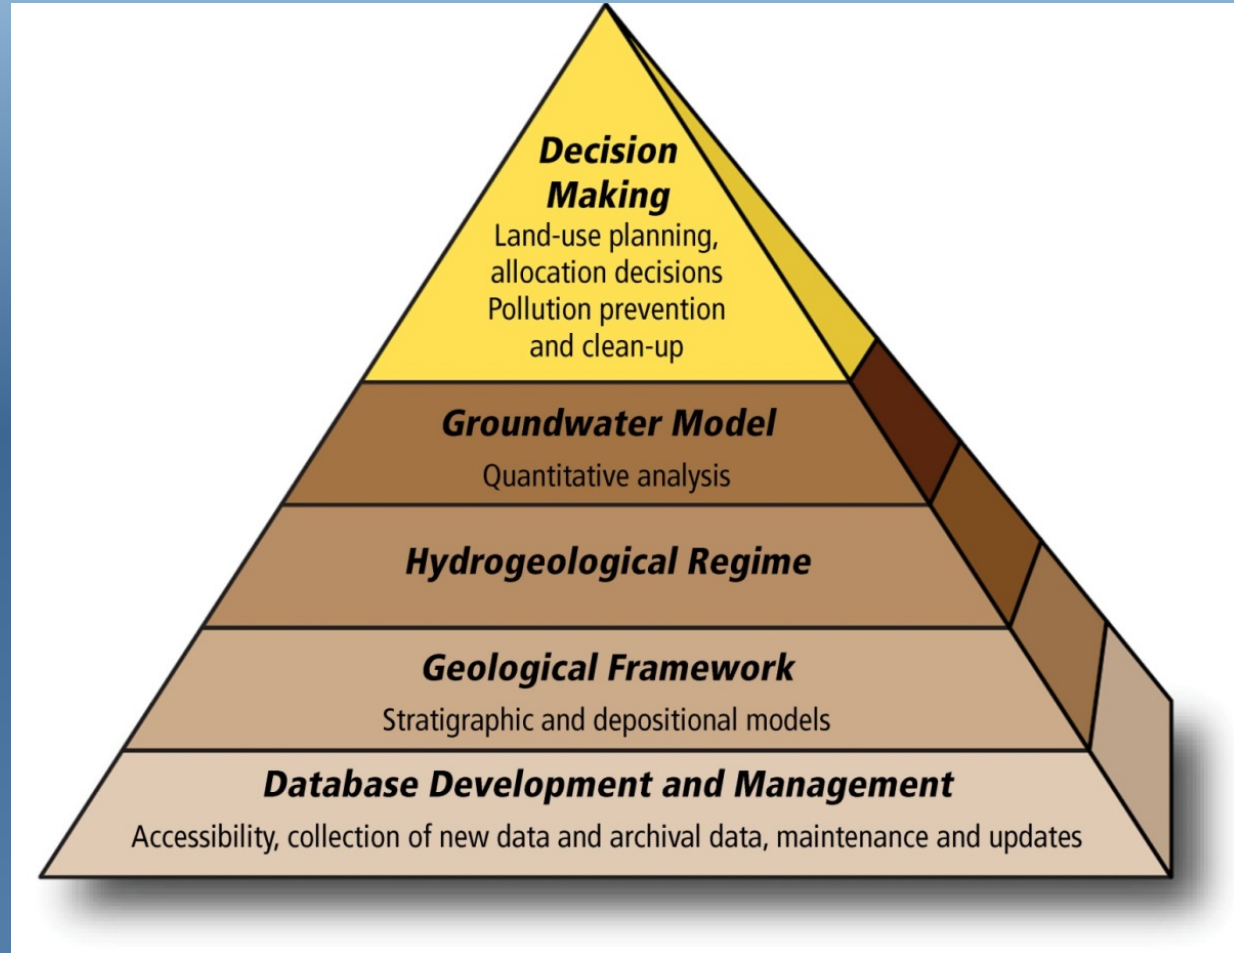 Decision
Making
Land-use planning,
allocation decisions
Pollution prevention
and clean-up
Groundwater Model
Quantitative analysis
Hydrogeological Regime
Geological Framework
Stratigraphic and depositional models
Database Development and Management
Accessibility, collection of new data and archival data, maintenance and updates